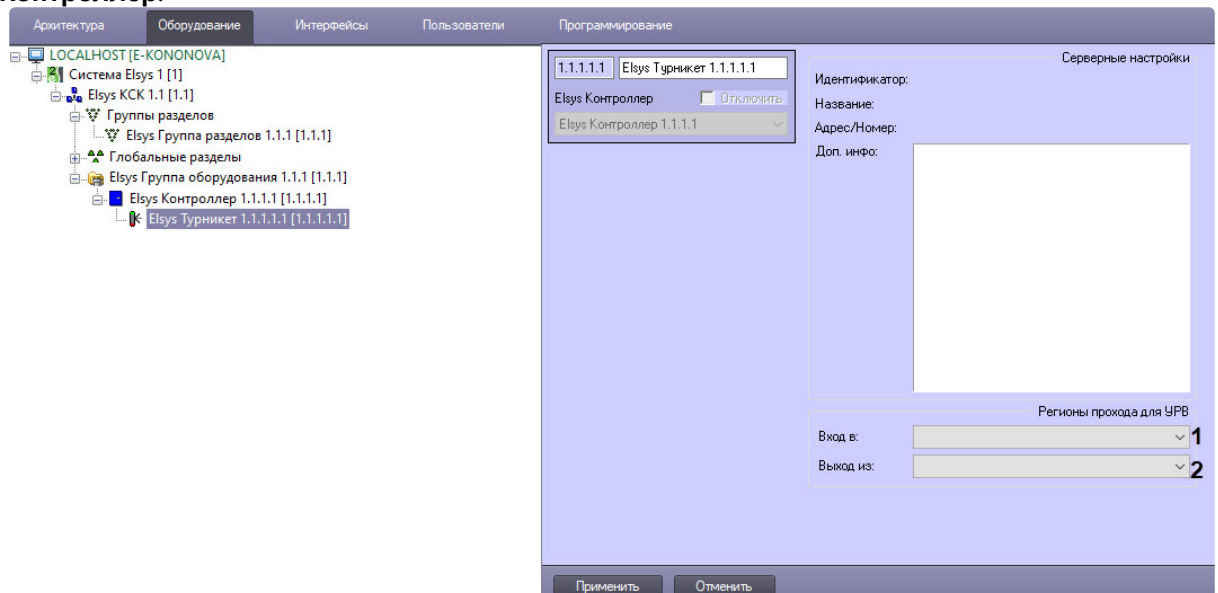 контроллер.
Архитектура Оборудование Интерфейсы Пользователи Программирование
LOCALHOST [E-KONONOVA]
Система Elsys 1 [1]
Elsys КСК 1.1 [1.1]
Группы разделов
Elsys Группа разделов 1.1.1 [1.1.1]
Глобальные разделы
Elsys Группа оборудования 1.1.1 [1.1.1]
Elsys Контроллер 1.1.1.1 [1.1.1.1]
Elsys Турникет 1.1.1.1.1 [1.1.1.1.1]
1.1.1.1.1 Elsys Турникет 1.1.1.1.1
Elsys Контроллер Отключить
Elsys Контроллер 1.1.1.1
Серверные настройки
Идентификатор:
Название:
Адрес/Номер:
Доп. инфо:
Регионы прохода для УРВ
Вход в: 1
Выход из: 2
Применить Отменить